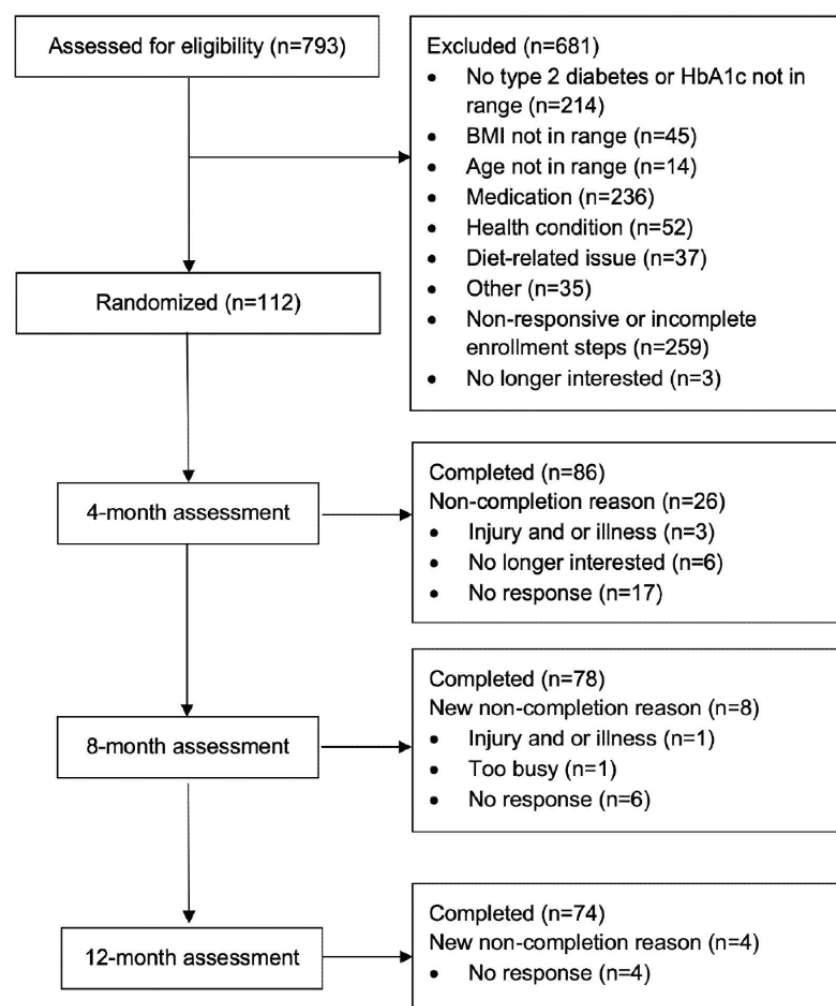 Assessed for eligibility (n=793)
Excluded (n=681)
• No type 2 diabetes or HbA1c not in
range (n=214)
• BMI not in range (n=45)
• Age not in range (n=14)
• Medication (n=236)
• Health condition (n=52)
• Diet-related issue (n=37)
• Other (n=35)
• Non-responsive or incomplete
enrollment steps (n=259)
• No longer interested (n=3)
Randomized (n=112)
4-month assessment
Completed (n=86)
Non-completion reason (n=26)
• Injury and or illness (n=3)
• No longer interested (n=6)
• No response (n=17)
8-month assessment
Completed (n=78)
New non-completion reason (n=8)
• Injury and or illness (n=1)
• Too busy (n=1)
• No response (n=6)
12-month assessment
Completed (n=74)
New non-completion reason (n=4)
• No response (n=4)